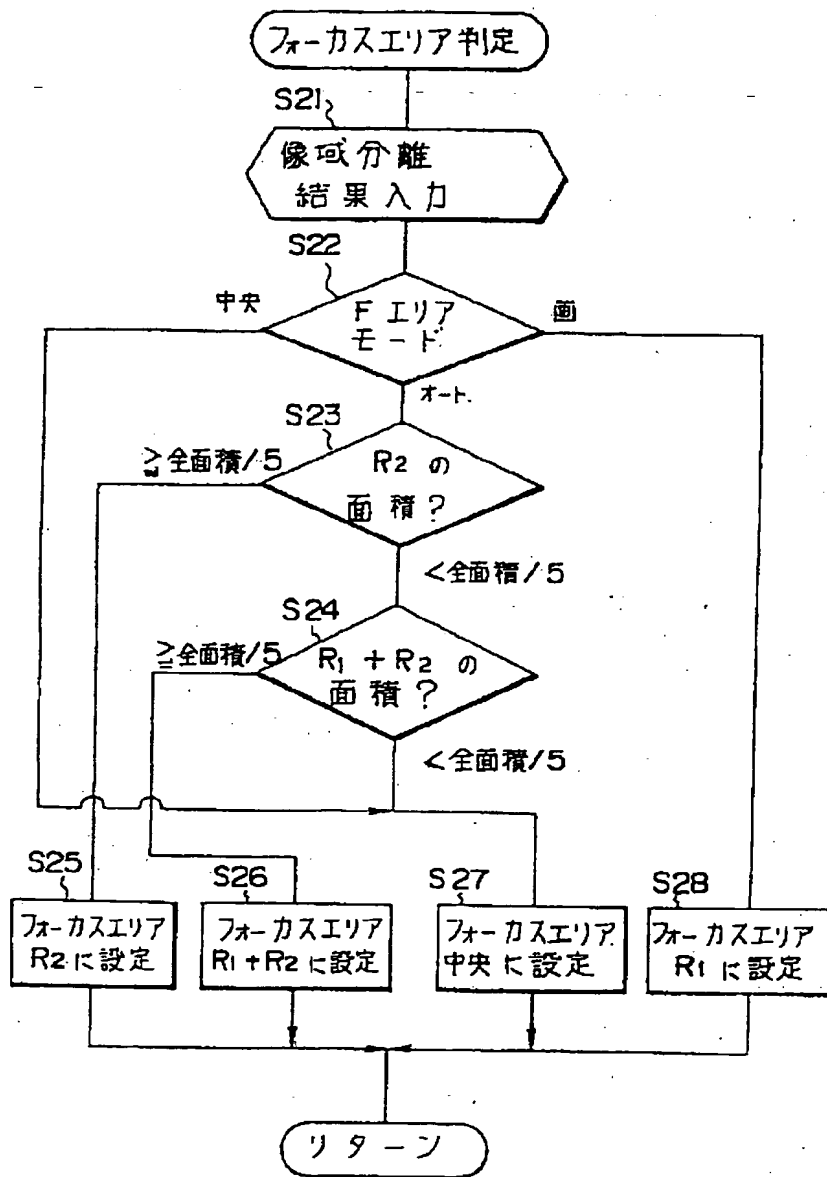 フォーカスエリア判定
S21
像域分離
結果入力
S22
中央
Fエリア
モード
画
オート
S23
≧全面積/5
R2の
面積?
<全面積/5
S24
≧全面積/5
R1+R2の
面積?
<全面積/5
S25
フォーカスエリア
R2に設定
S26
フォーカスエリア
R1+R2に設定
S27
フォーカスエリア
中央に設定
S28
フォーカスエリア
R1に設定
リターン